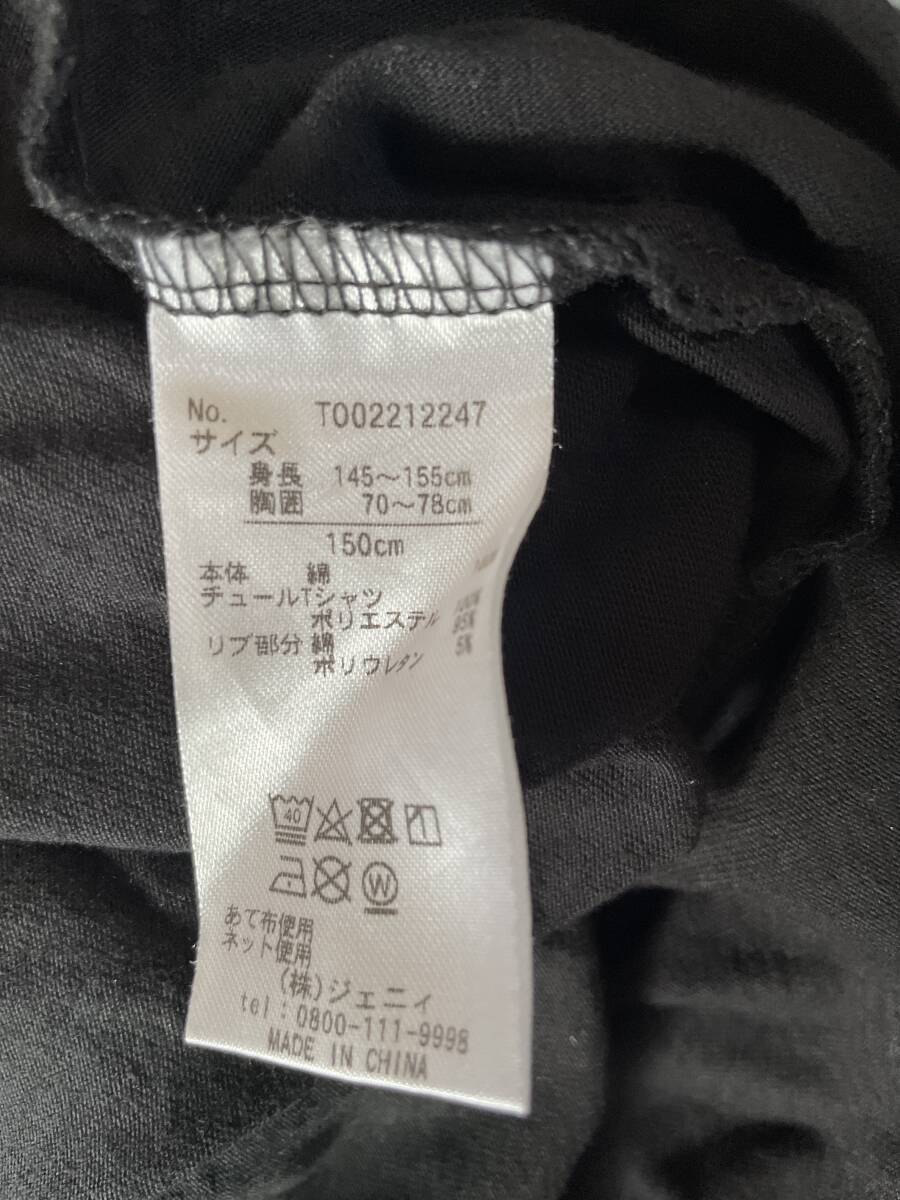 No. T002212247
サイズ
身長 145～155cm
胸囲 70～78cm
150cm
本体 綿
チュールTシャツ
ポリエステル 100%
リブ部分 綿 95%
ポリウレタン 5%
40
W
あて布使用
ネット使用
(株)ジェニィ
tel:0800-111-9998
MADE IN CHINA